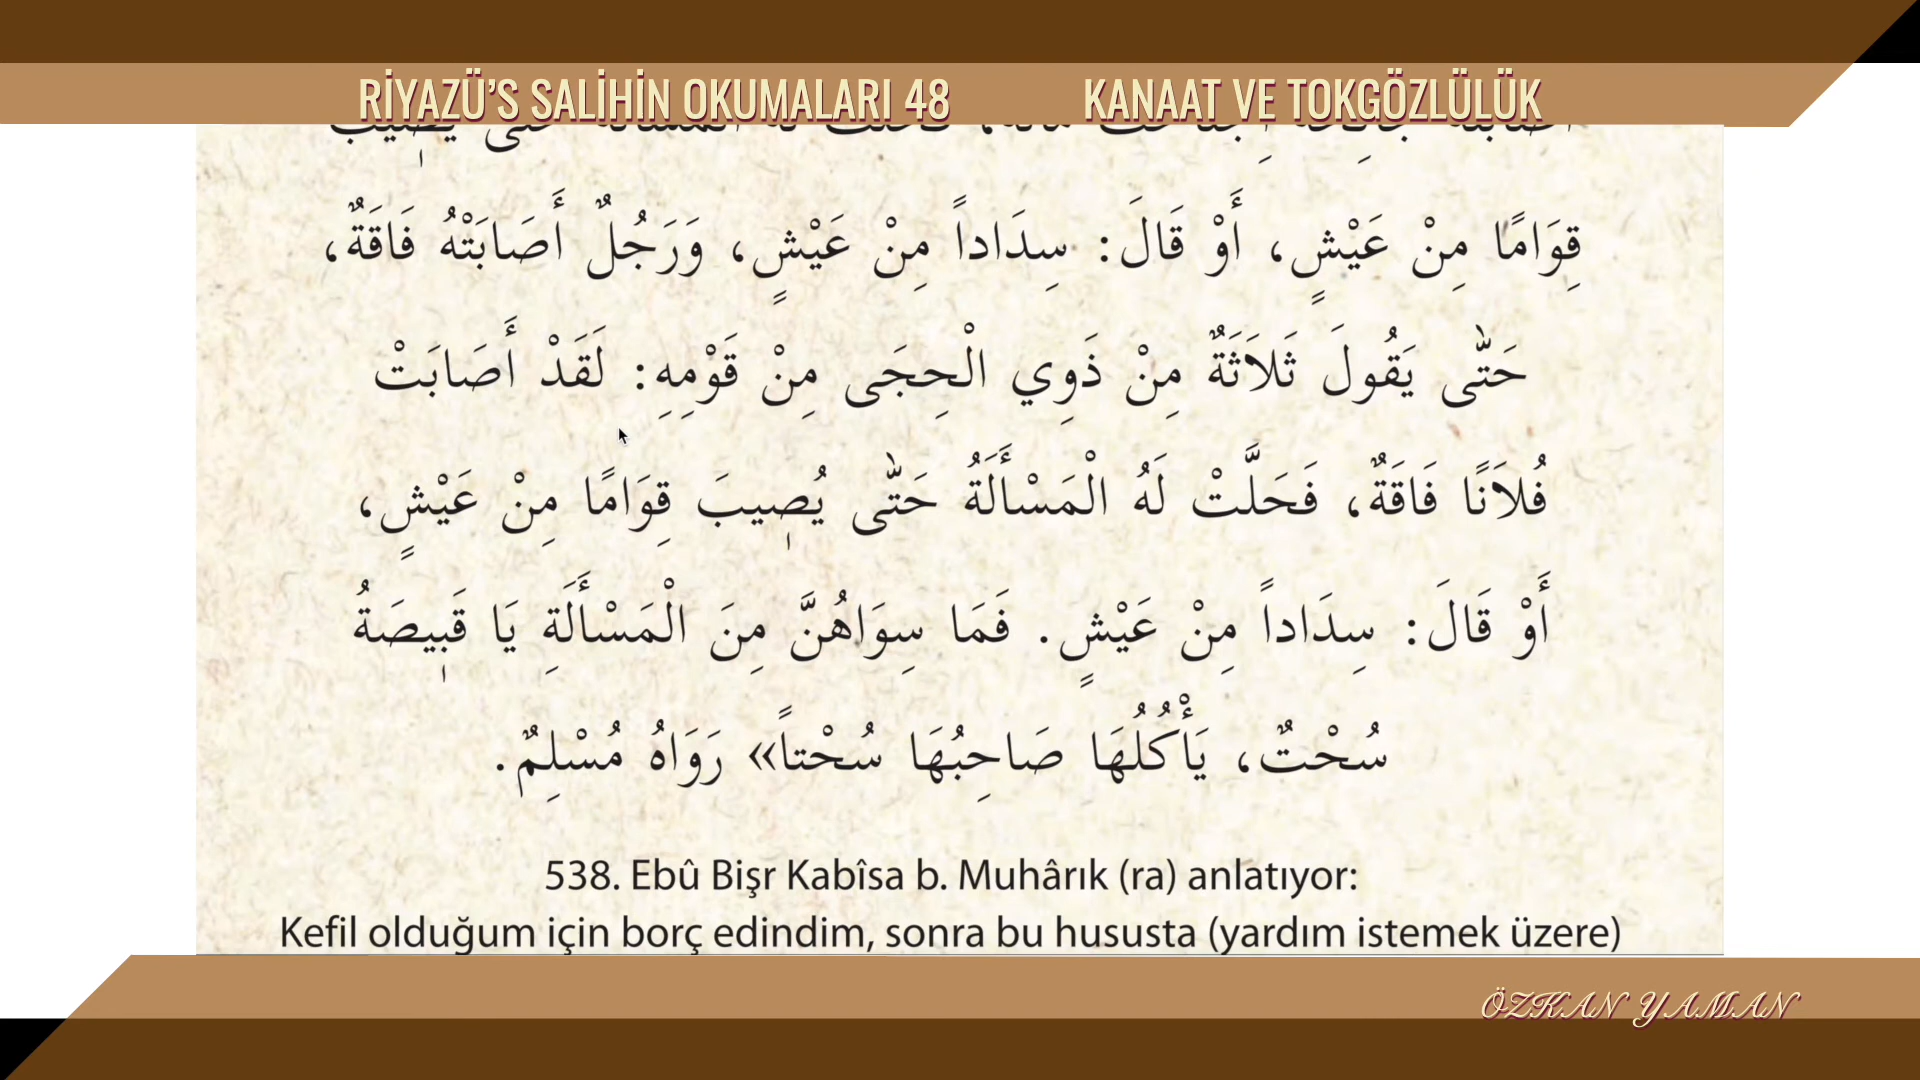 RİYAZÜ’S SALİHİN OKUMALARI 48
KANAAT VE TOKGÖZLÜLÜK
قِوَامًا مِنْ عَيْشٍ، أَوْ قَالَ: سِدَاداً مِنْ عَيْشٍ، وَرَجُلٌ أَصَابَتْهُ فَاقَةٌ،
حَتّٰى يَقُولَ ثَلاَثَةٌ مِنْ ذَوِي الْحِجَى مِنْ قَوْمِهِ: لَقَدْ أَصَابَتْ
فُلاَنًا فَاقَةٌ، فَحَلَّتْ لَهُ الْمَسْأَلَةُ حَتّٰى يُصٖيبَ قِوَامًا مِنْ عَيْشٍ،
أَوْ قَالَ: سِدَاداً مِنْ عَيْشٍ. فَمَا سِوَاهُنَّ مِنَ الْمَسْأَلَةِ يَا قَبٖيصَةُ
سُحْتٌ، يَأْكُلُهَا صَاحِبُهَا سُحْتاً» رَوَاهُ مُسْلِمٌ.
538. Ebû Bişr Kabîsa b. Muhârık (ra) anlatıyor:
Kefil olduğum için borç edindim, sonra bu hususta (yardım istemek üzere)
ÖZKAN YAMAN